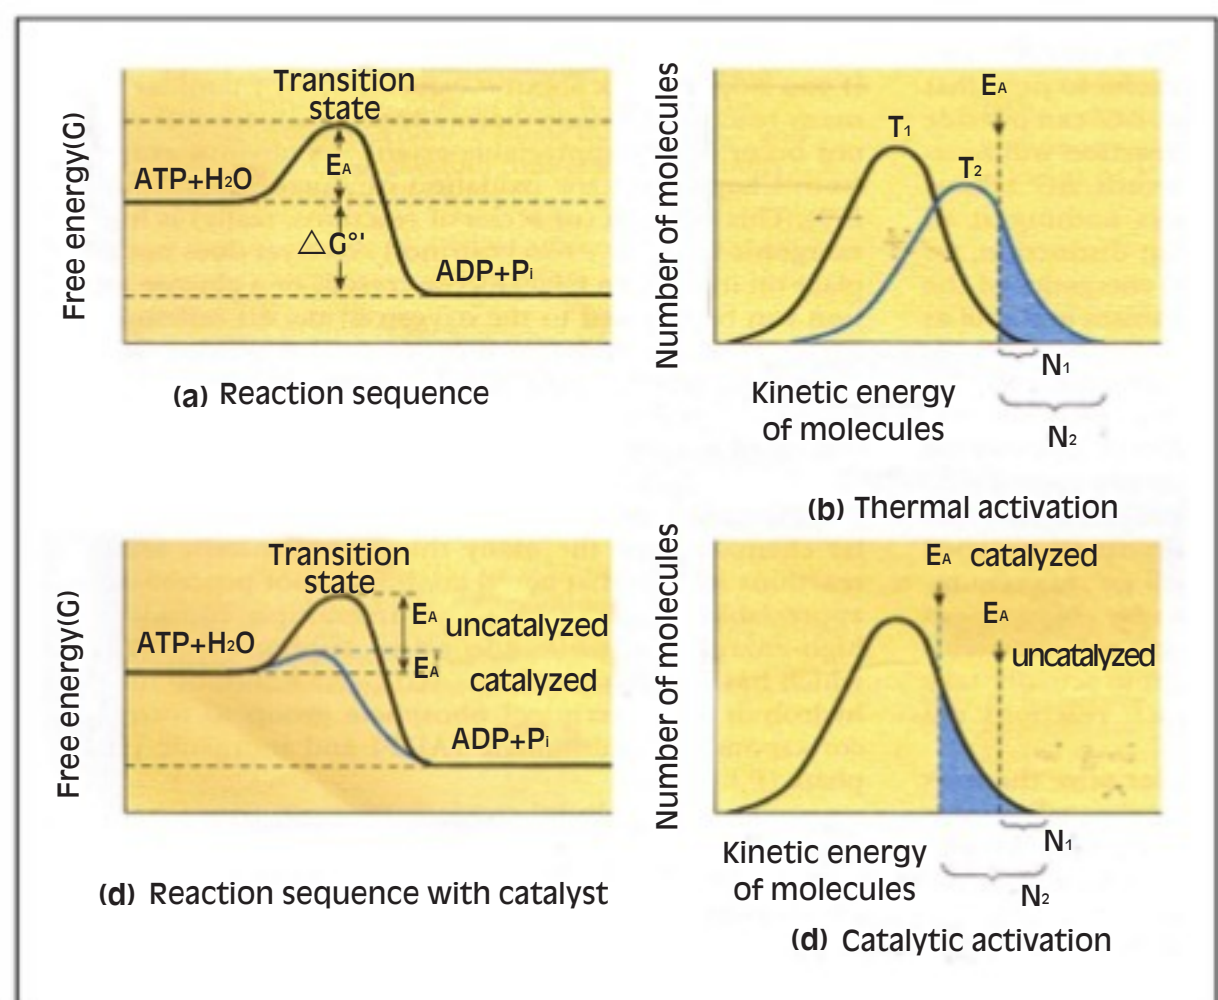 Transition
state
Free energy(G)
ATP+H₂O
EA
△G°'
ADP+Pi
(a) Reaction sequence
Number of molecules
EA
T₁
T₂
N₁
Kinetic energy
of molecules
N₂
(b) Thermal activation
Transition
state
Free energy(G)
ATP+H₂O
EA uncatalyzed
EA' catalyzed
ADP+Pi
(d) Reaction sequence with catalyst
Number of molecules
EA catalyzed
EA
uncatalyzed
N₁
Kinetic energy
of molecules
N₂
(d) Catalytic activation